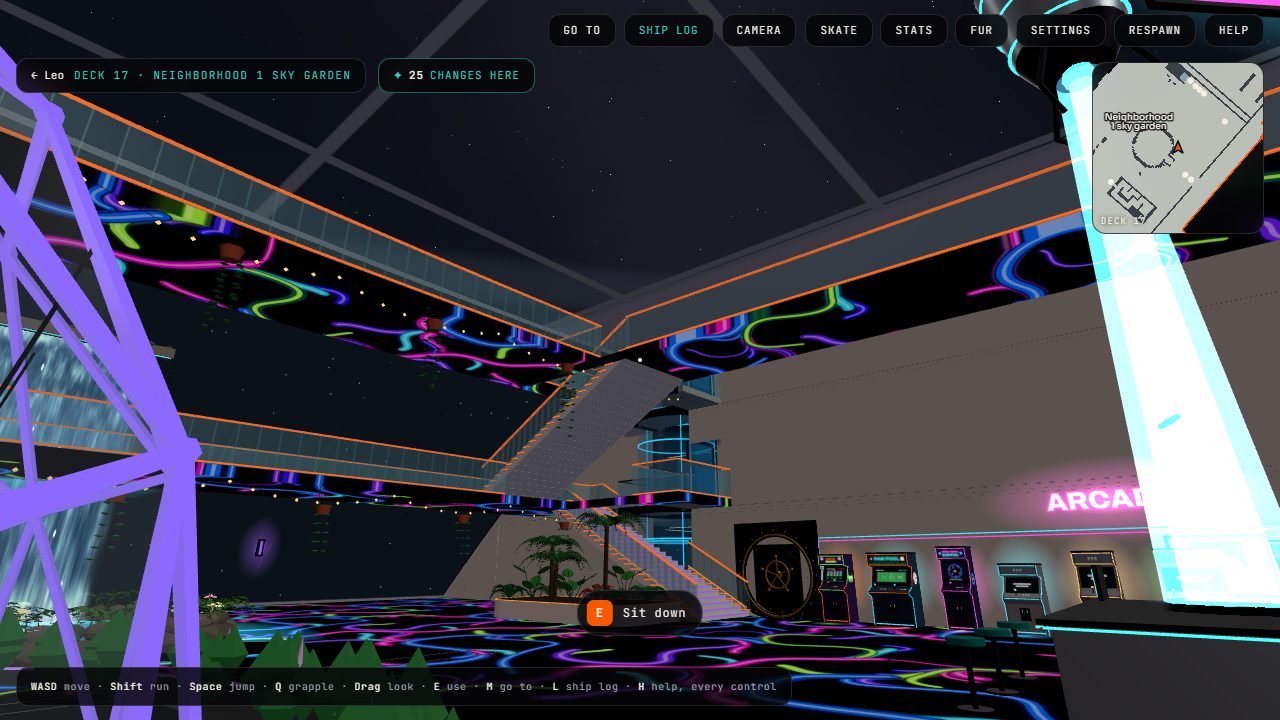 GO TO
SHIP LOG
CAMERA
SKATE
STATS
FUR
SETTINGS
RESPAWN
HELP
← Leo DECK 17 · NEIGHBORHOOD 1 SKY GARDEN
✦ 25 CHANGES HERE
Neighborhood
1 sky garden
DECK 17
ARCAD
E Sit down
WASD move · Shift run · Space jump · Q grapple · Drag look · E use · M go to · L ship log · H help, every control